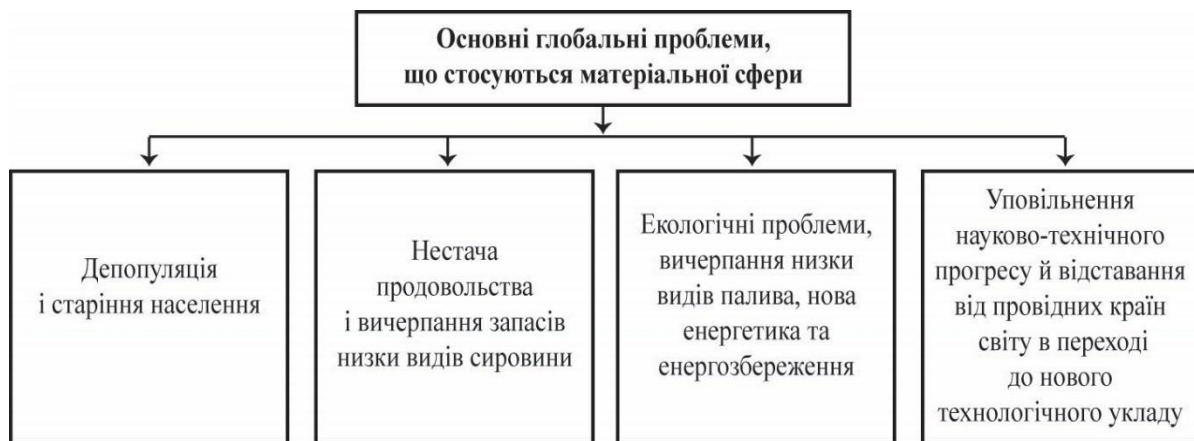 Основні глобальні проблеми,
що стосуються матеріальної сфери
Депопуляція
і старіння населення
Нестача
продовольства
і вичерпання запасів
низки видів сировини
Екологічні проблеми,
вичерпання низки
видів палива, нова
енергетика та
енергозбереження
Уповільнення
науково-технічного
прогресу й відставання
від провідних країн
світу в переході
до нового
технологічного укладу